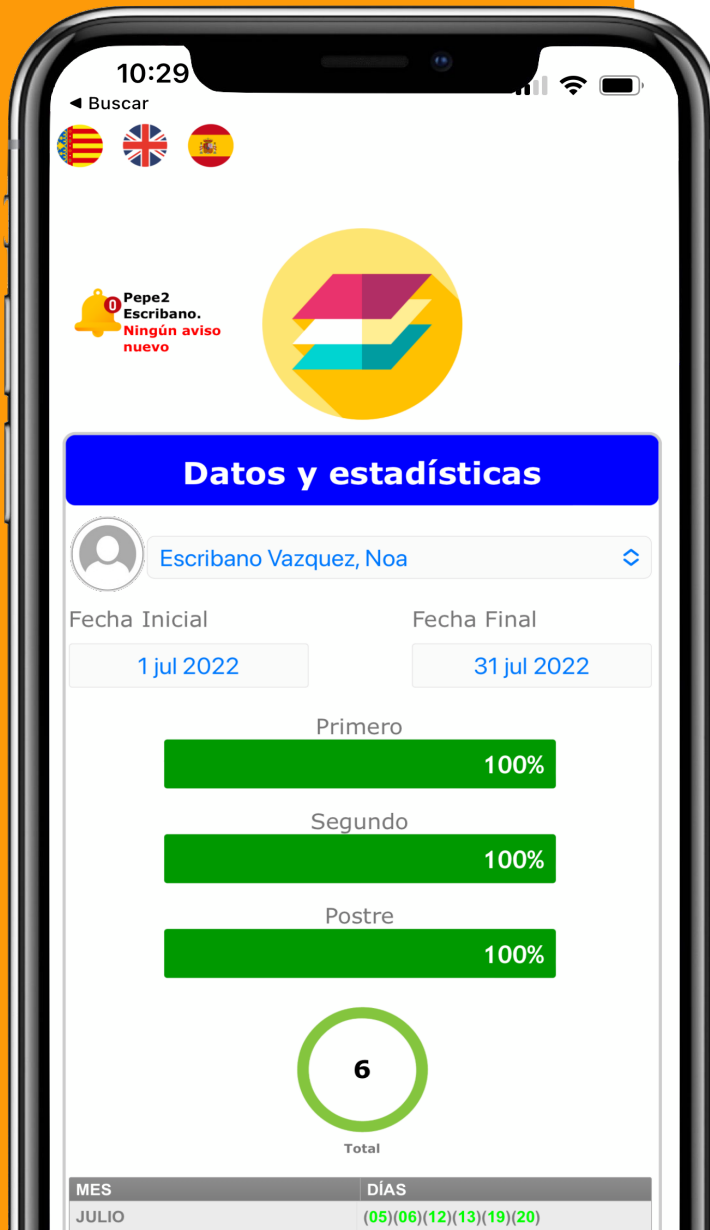 10:29
◀ Buscar
0
Pepe2
Escribano.
Ningún aviso
nuevo
Datos y estadísticas
Escribano Vazquez, Noa
Fecha Inicial
Fecha Final
1 jul 2022
31 jul 2022
Primero
100%
Segundo
100%
Postre
100%
6
Total
MES DÍAS
JULIO (05)(06)(12)(13)(19)(20)